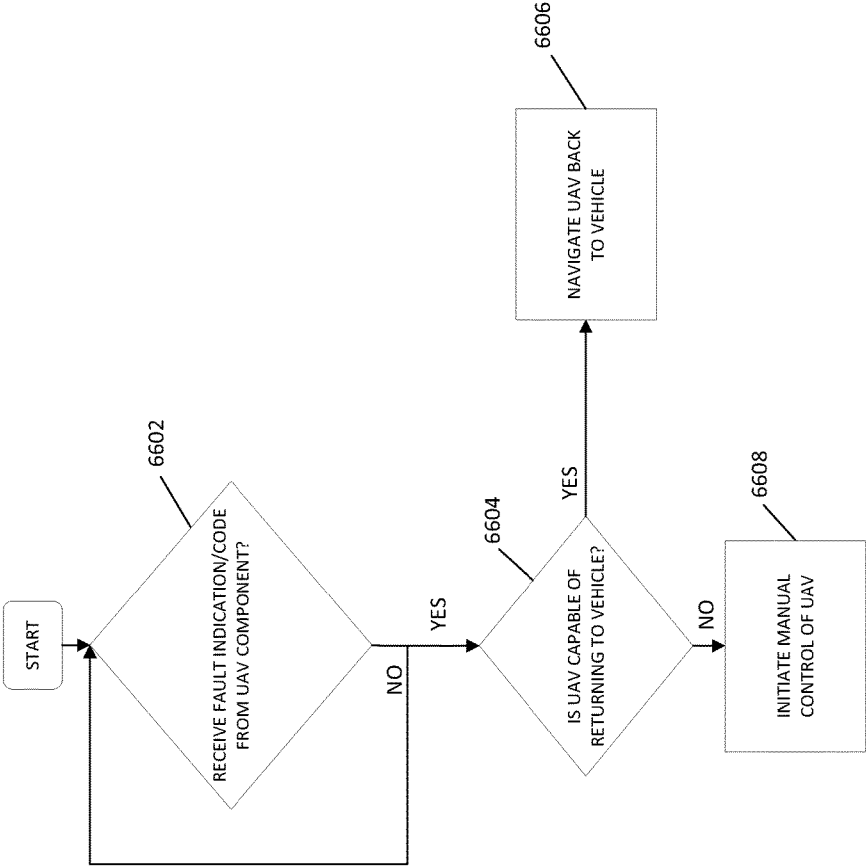 START
RECEIVE FAULT INDICATION/CODE
FROM UAV COMPONENT?
6602
NO
YES
IS UAV CAPABLE OF
RETURNING TO VEHICLE?
6604
YES
NAVIGATE UAV BACK
TO VEHICLE
6606
NO
INITIATE MANUAL
CONTROL OF UAV
6608